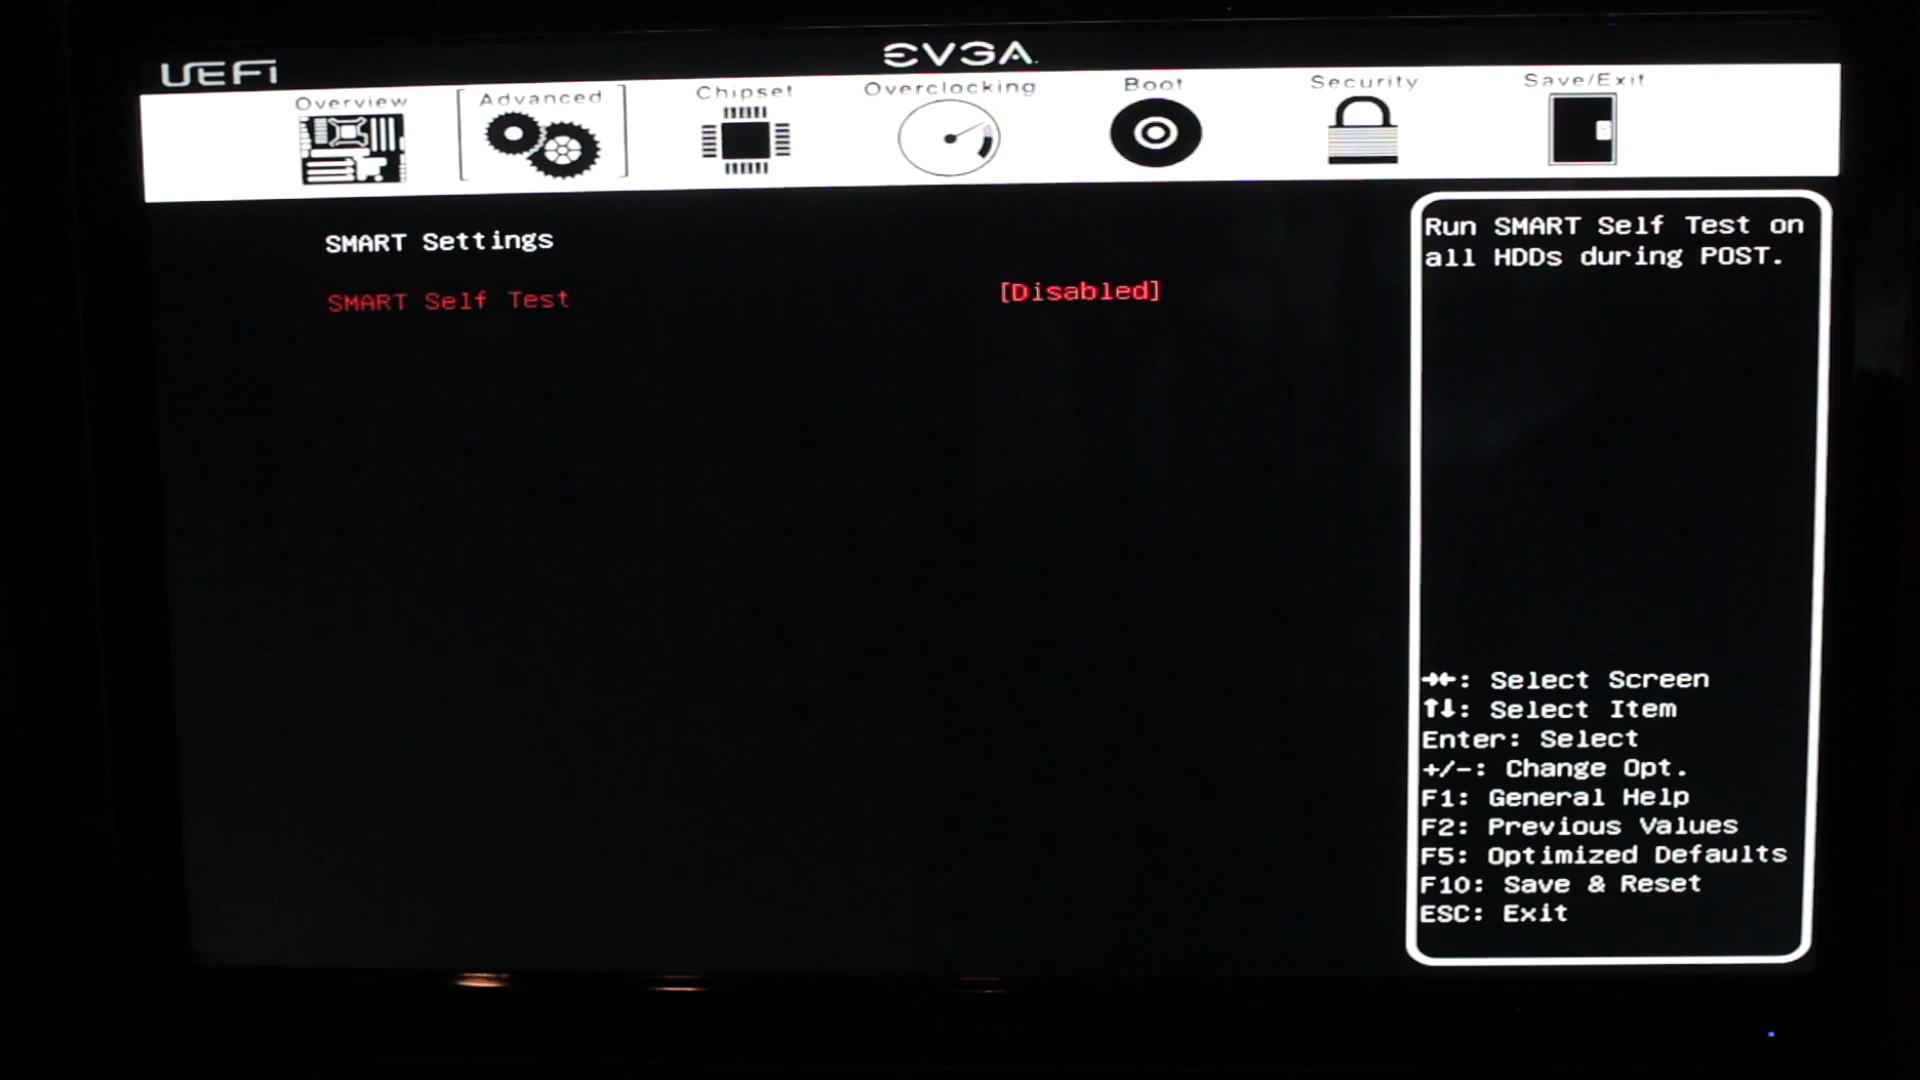 UEFI
EVGA
Overview
Advanced
Chipset
Overclocking
Boot
Security
Save/Exit
SMART Settings
SMART Self Test [Disabled]
Run SMART Self Test on
all HDDs during POST.
→←: Select Screen
↑↓: Select Item
Enter: Select
+/-: Change Opt.
F1: General Help
F2: Previous Values
F5: Optimized Defaults
F10: Save & Reset
ESC: Exit